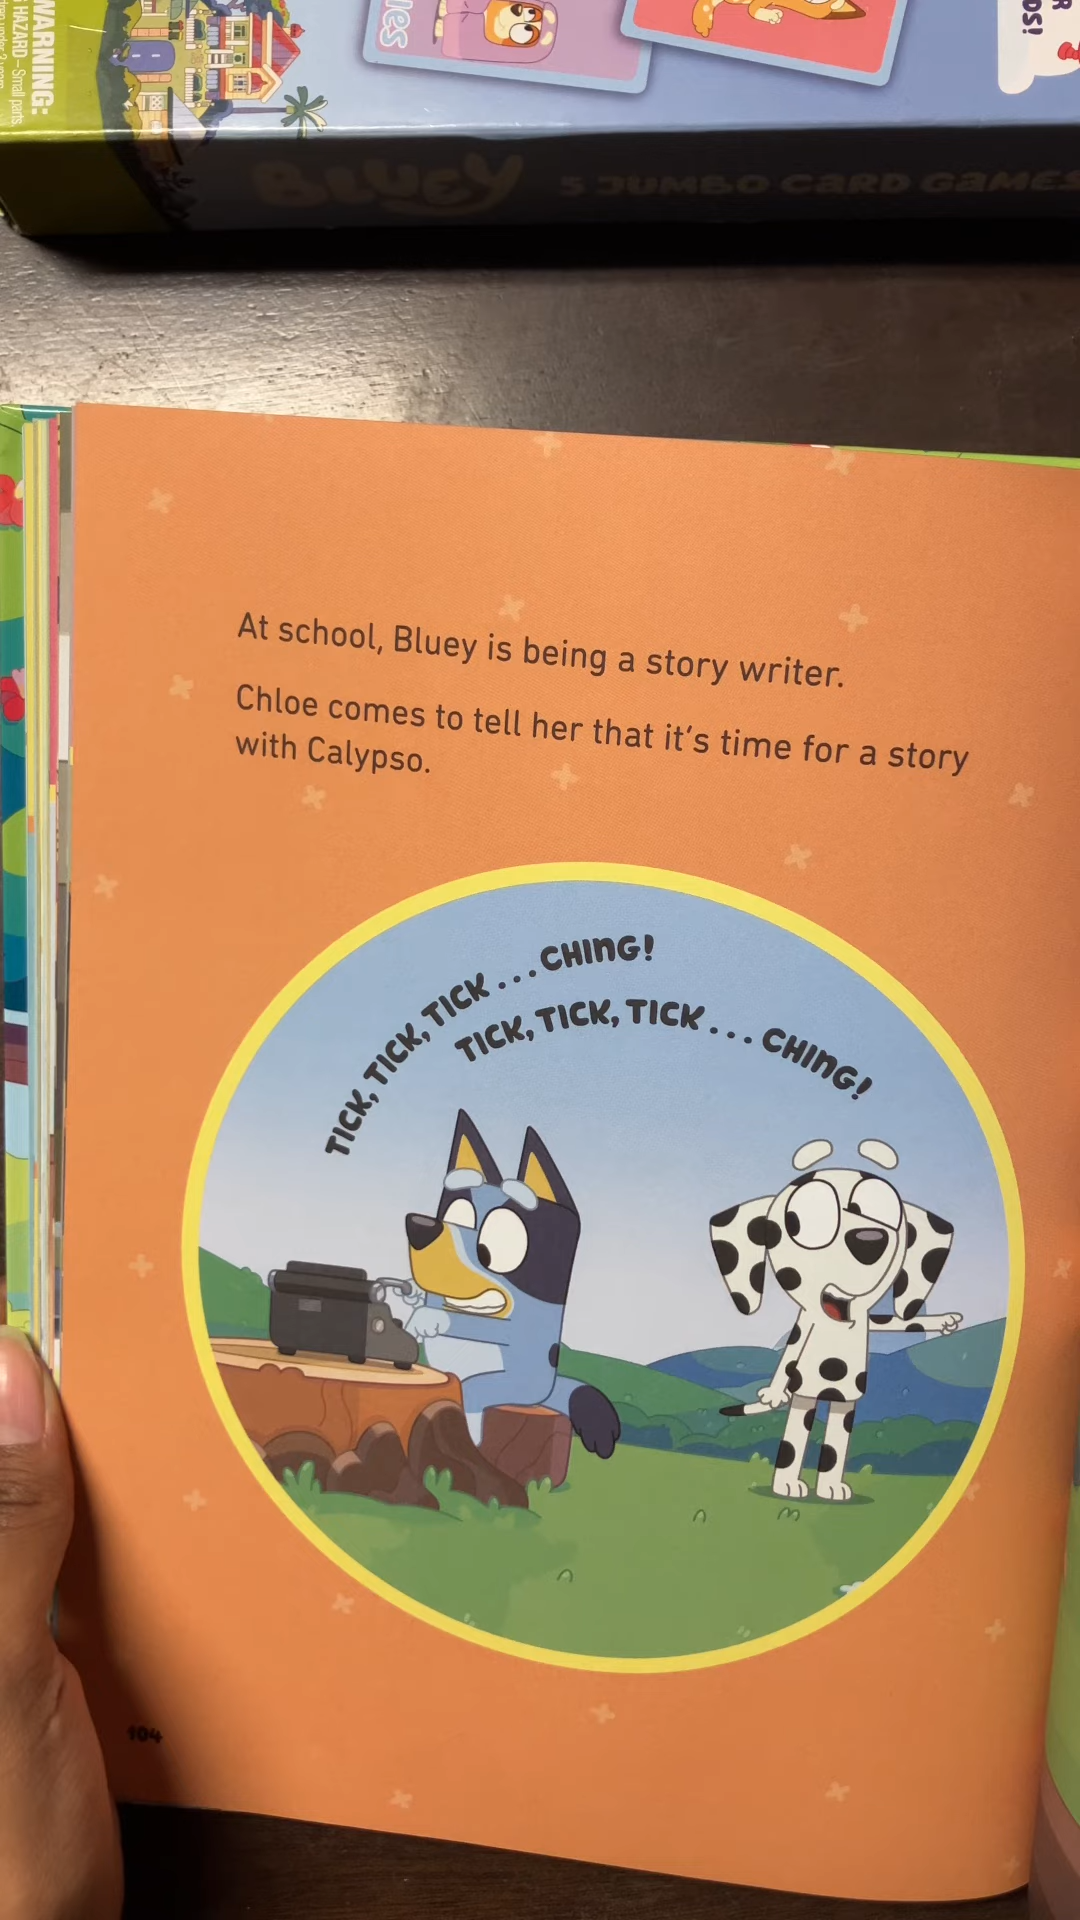 WARNING:
HAZARD – Small parts.
BLUEY
5 JUMBO CARD GAMES
At school, Bluey is being a story writer.
Chloe comes to tell her that it's time for a story
with Calypso.
TICK, TICK, TICK . . . CHING!
TICK, TICK, TICK . . . CHING!
104